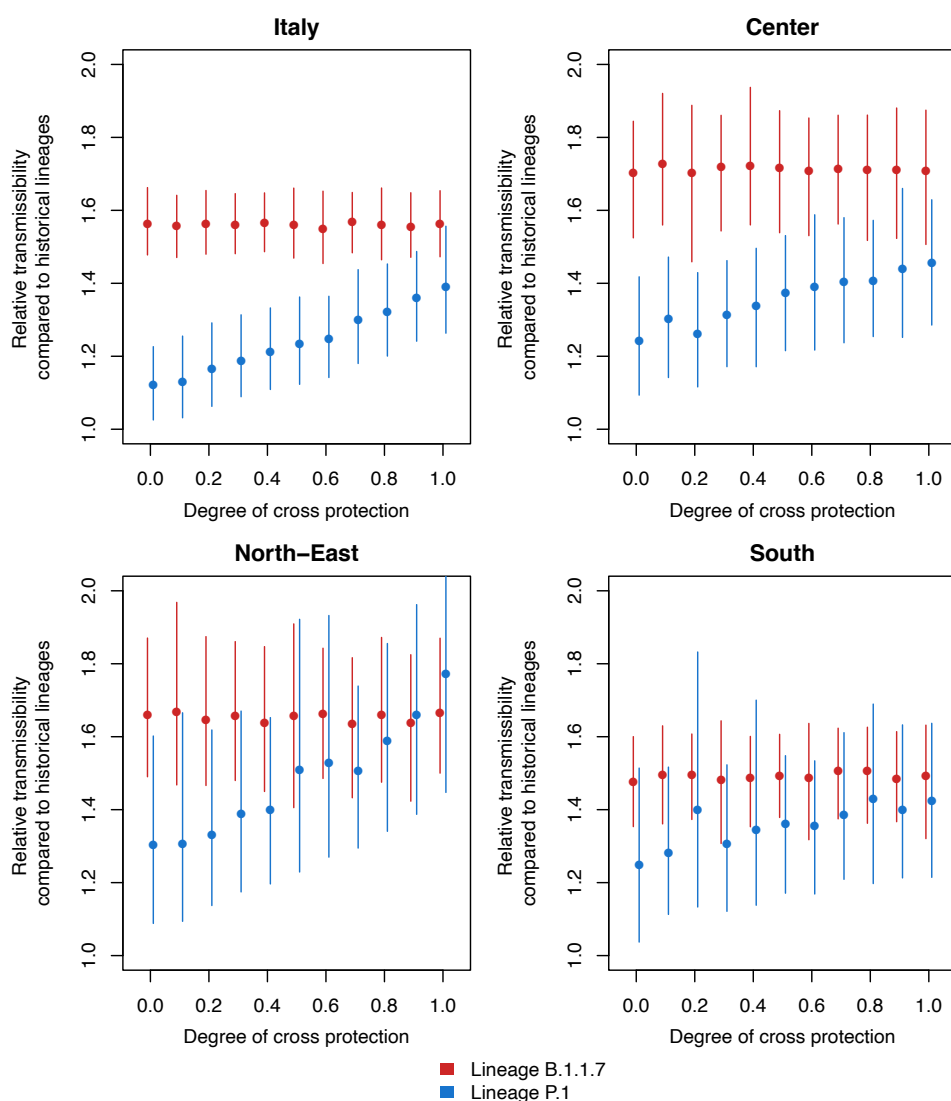 Italy
Relative transmissibility
compared to historical lineages
2.0
1.8
1.6
1.4
1.2
1.0
0.0 0.2 0.4 0.6 0.8 1.0
Degree of cross protection
Center
Relative transmissibility
compared to historical lineages
2.0
1.8
1.6
1.4
1.2
1.0
0.0 0.2 0.4 0.6 0.8 1.0
Degree of cross protection
North−East
Relative transmissibility
compared to historical lineages
2.0
1.8
1.6
1.4
1.2
1.0
0.0 0.2 0.4 0.6 0.8 1.0
Degree of cross protection
South
Relative transmissibility
compared to historical lineages
2.0
1.8
1.6
1.4
1.2
1.0
0.0 0.2 0.4 0.6 0.8 1.0
Degree of cross protection
Lineage B.1.1.7
Lineage P.1